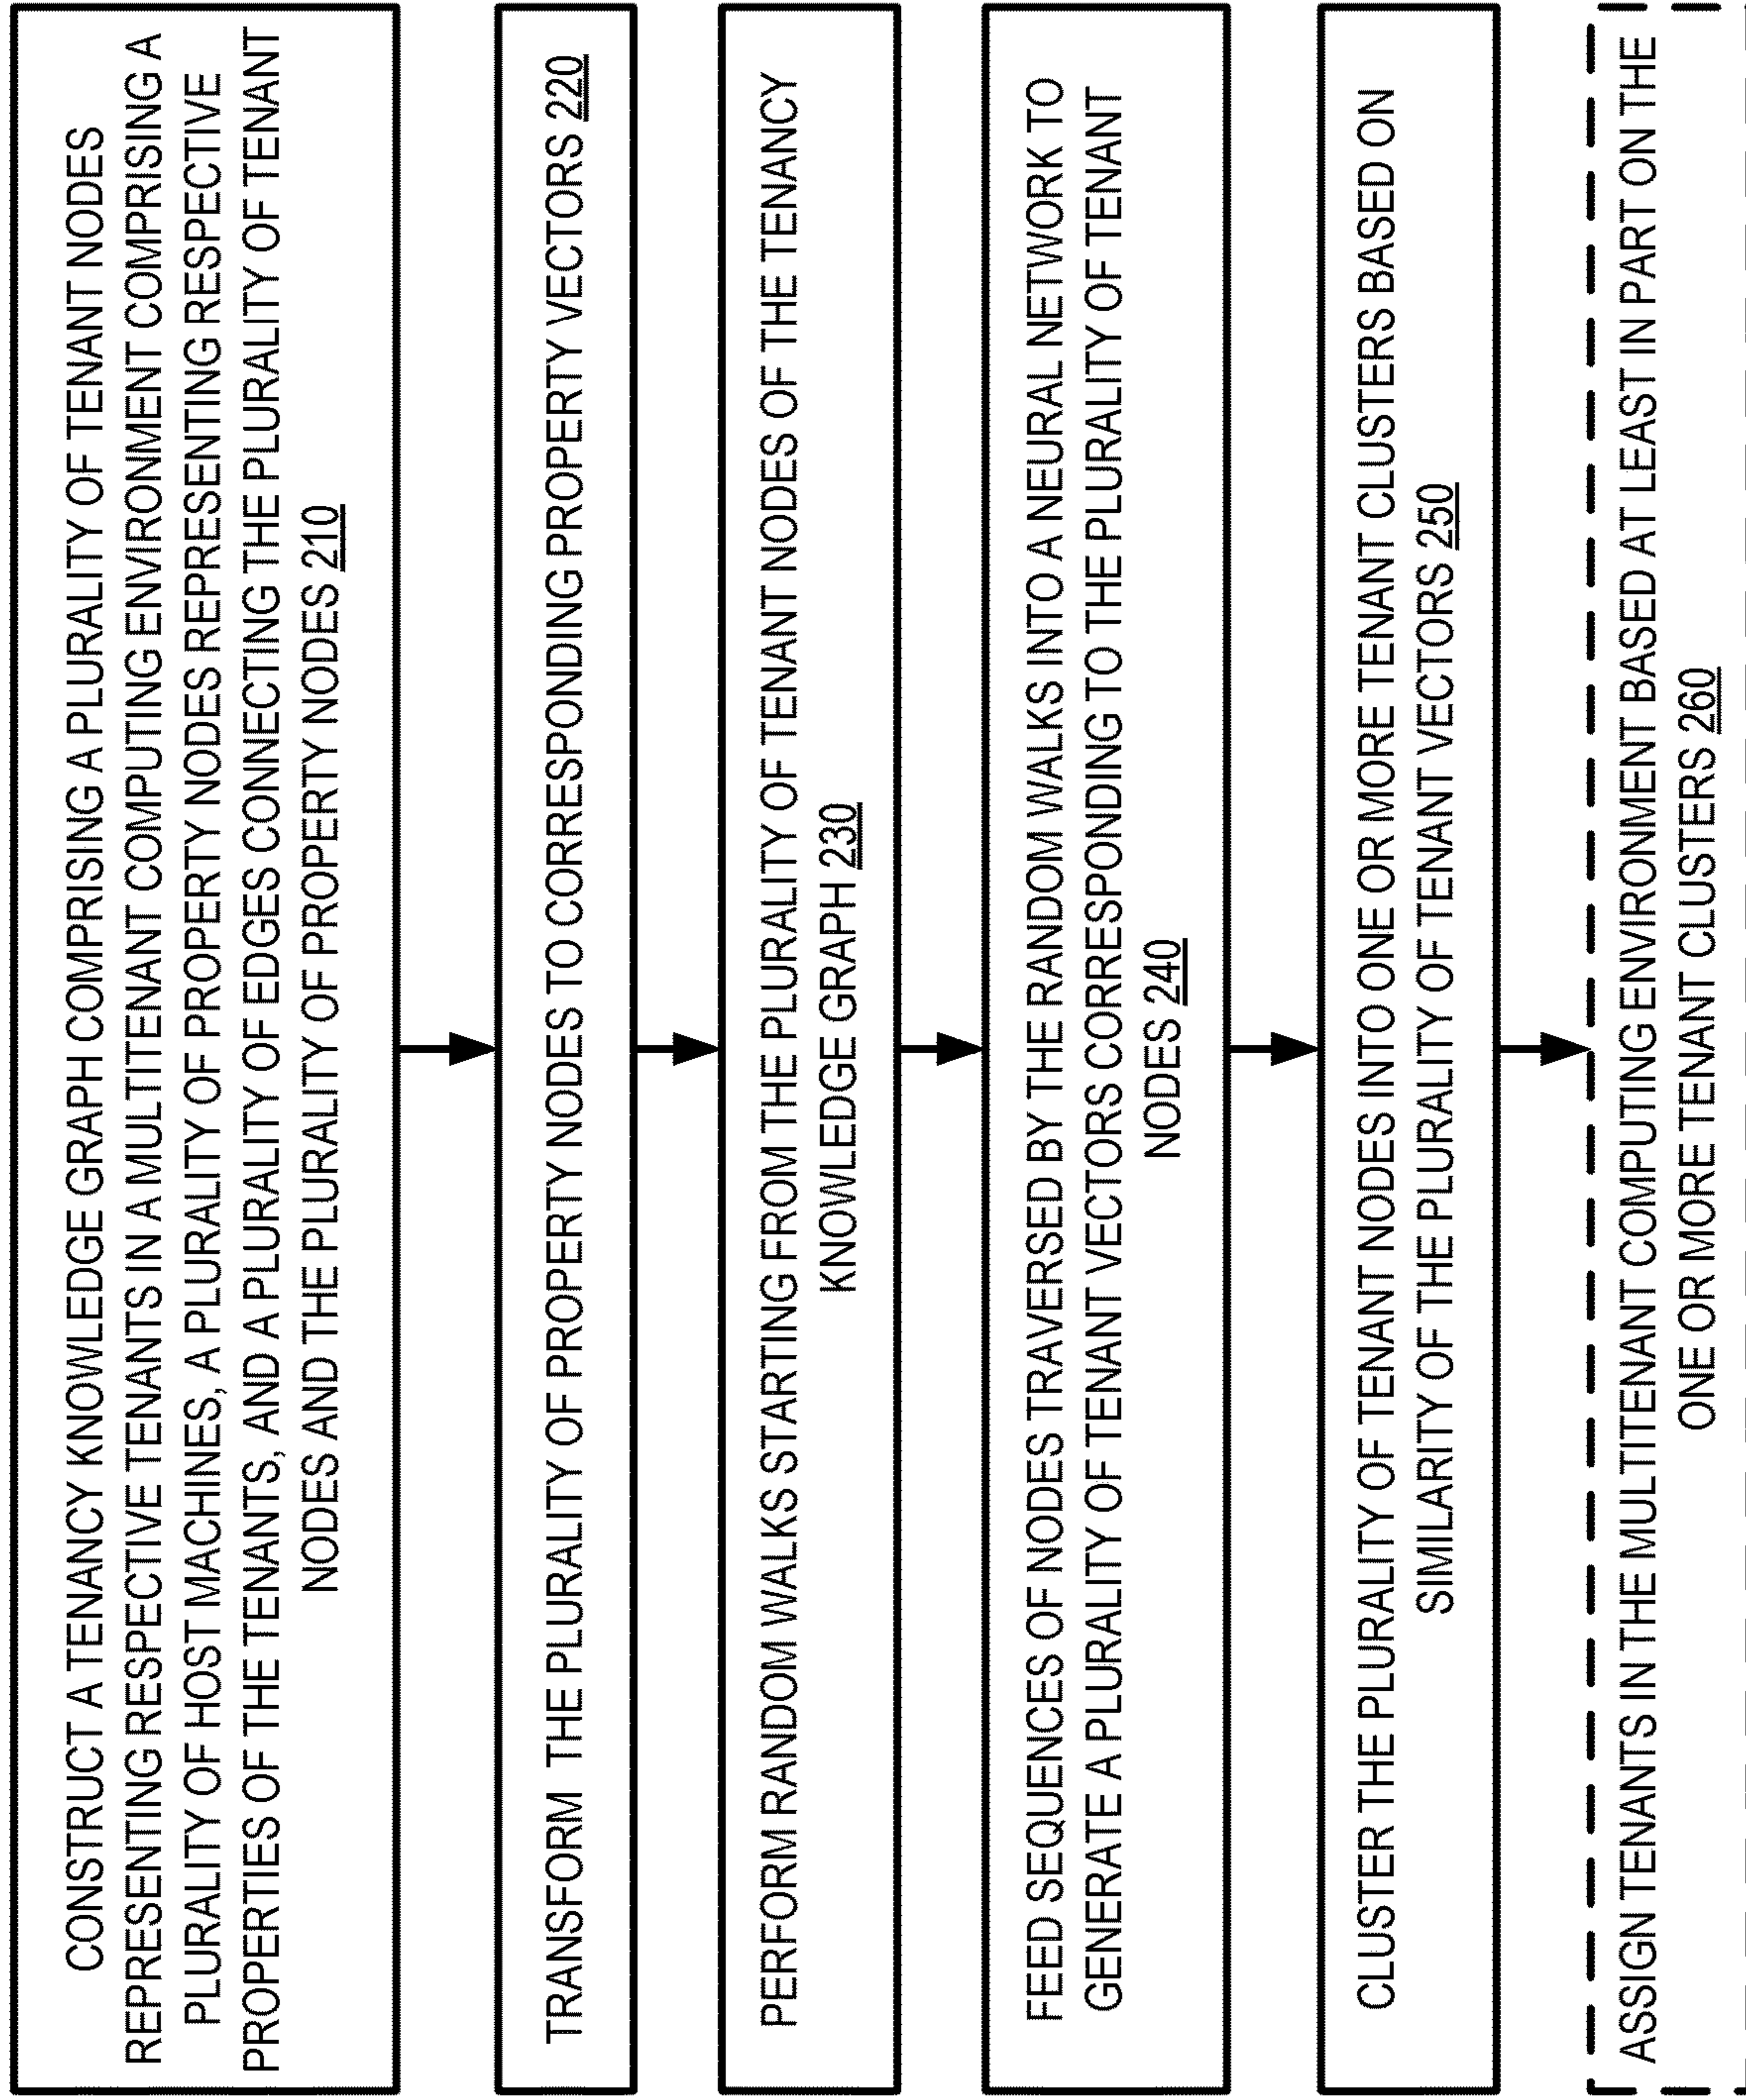 CONSTRUCT A TENANCY KNOWLEDGE GRAPH COMPRISING A PLURALITY OF TENANT NODES
REPRESENTING RESPECTIVE TENANTS IN A MULTITENANT COMPUTING ENVIRONMENT COMPRISING A
PLURALITY OF HOST MACHINES, A PLURALITY OF PROPERTY NODES REPRESENTING RESPECTIVE
PROPERTIES OF THE TENANTS, AND A PLURALITY OF EDGES CONNECTING THE PLURALITY OF TENANT
NODES AND THE PLURALITY OF PROPERTY NODES 210
TRANSFORM THE PLURALITY OF PROPERTY NODES TO CORRESPONDING PROPERTY VECTORS 220
PERFORM RANDOM WALKS STARTING FROM THE PLURALITY OF TENANT NODES OF THE TENANCY
KNOWLEDGE GRAPH 230
FEED SEQUENCES OF NODES TRAVERSED BY THE RANDOM WALKS INTO A NEURAL NETWORK TO
GENERATE A PLURALITY OF TENANT VECTORS CORRESPONDING TO THE PLURALITY OF TENANT
NODES 240
CLUSTER THE PLURALITY OF TENANT NODES INTO ONE OR MORE TENANT CLUSTERS BASED ON
SIMILARITY OF THE PLURALITY OF TENANT VECTORS 250
ASSIGN TENANTS IN THE MULTITENANT COMPUTING ENVIRONMENT BASED AT LEAST IN PART ON THE
ONE OR MORE TENANT CLUSTERS 260